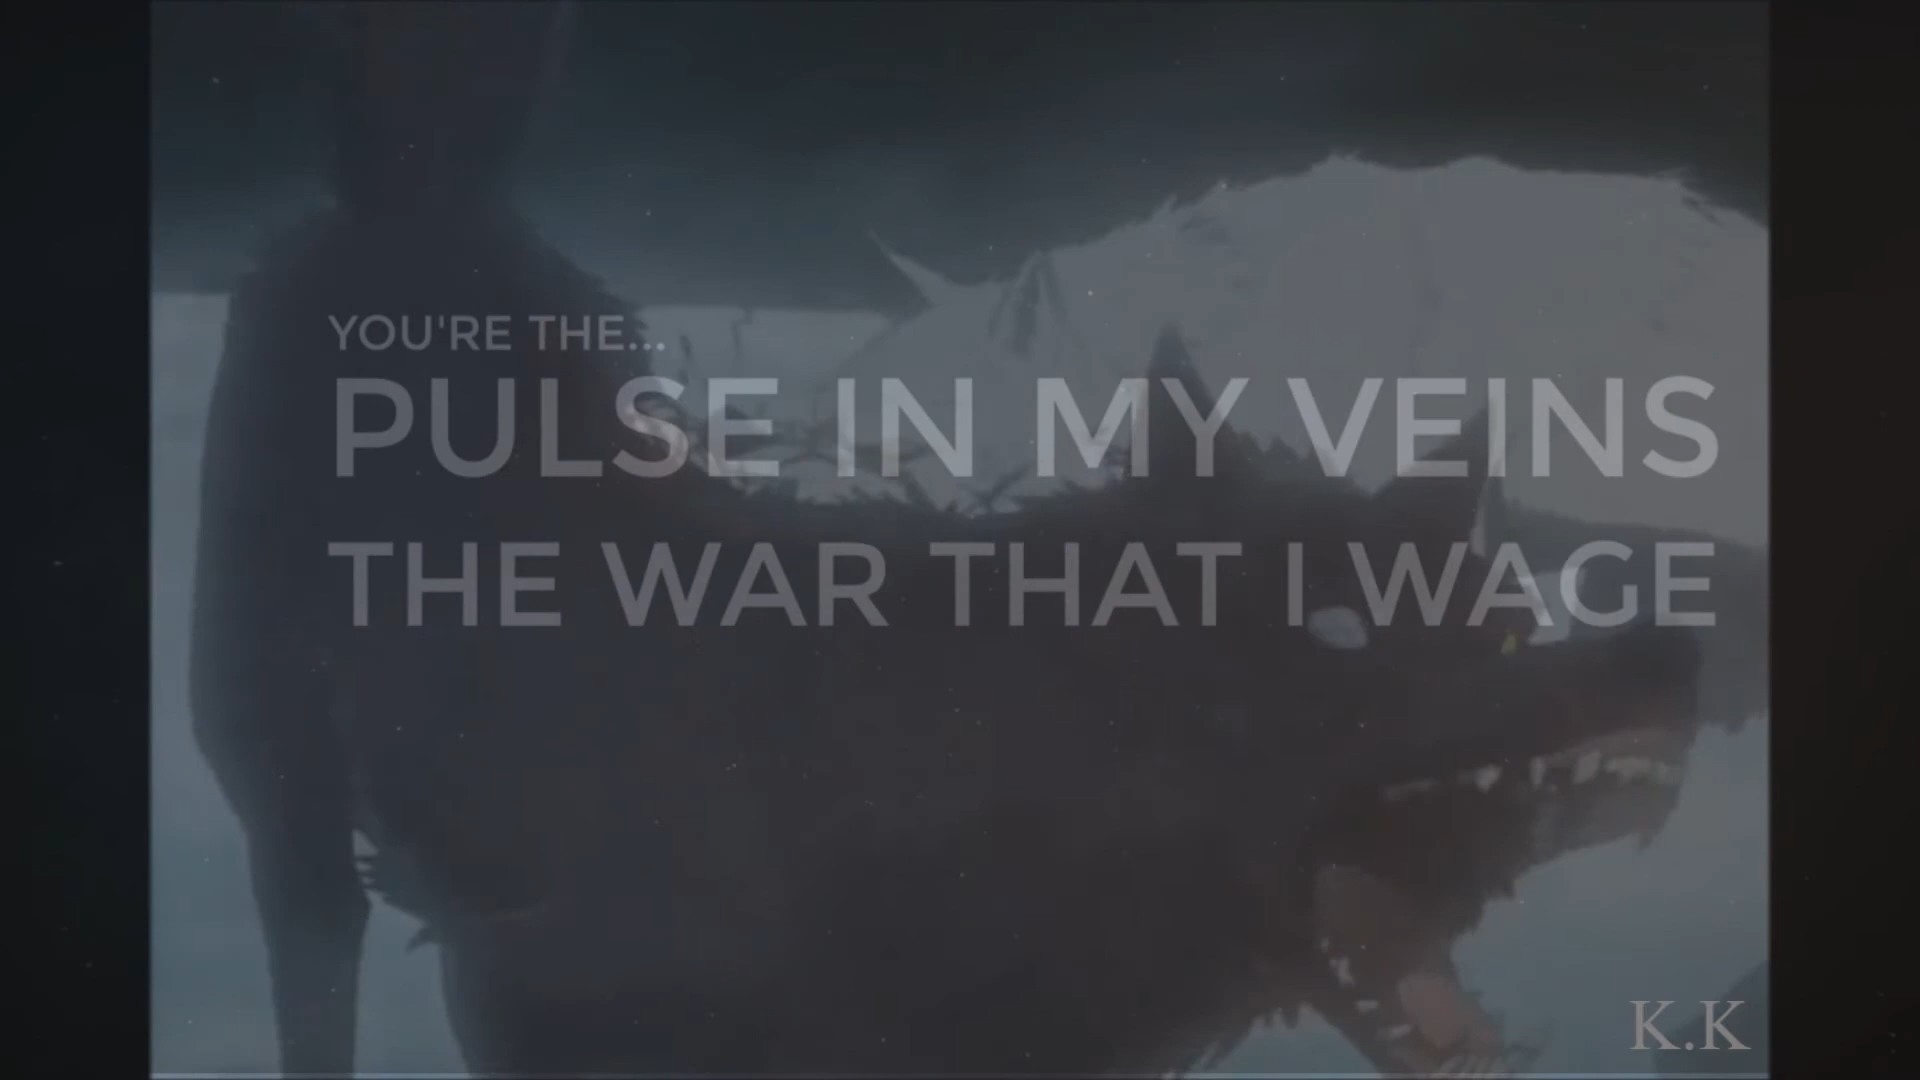 YOU'RE THE...
PULSE IN MY VEINS
THE WAR THAT I WAGE
K.K